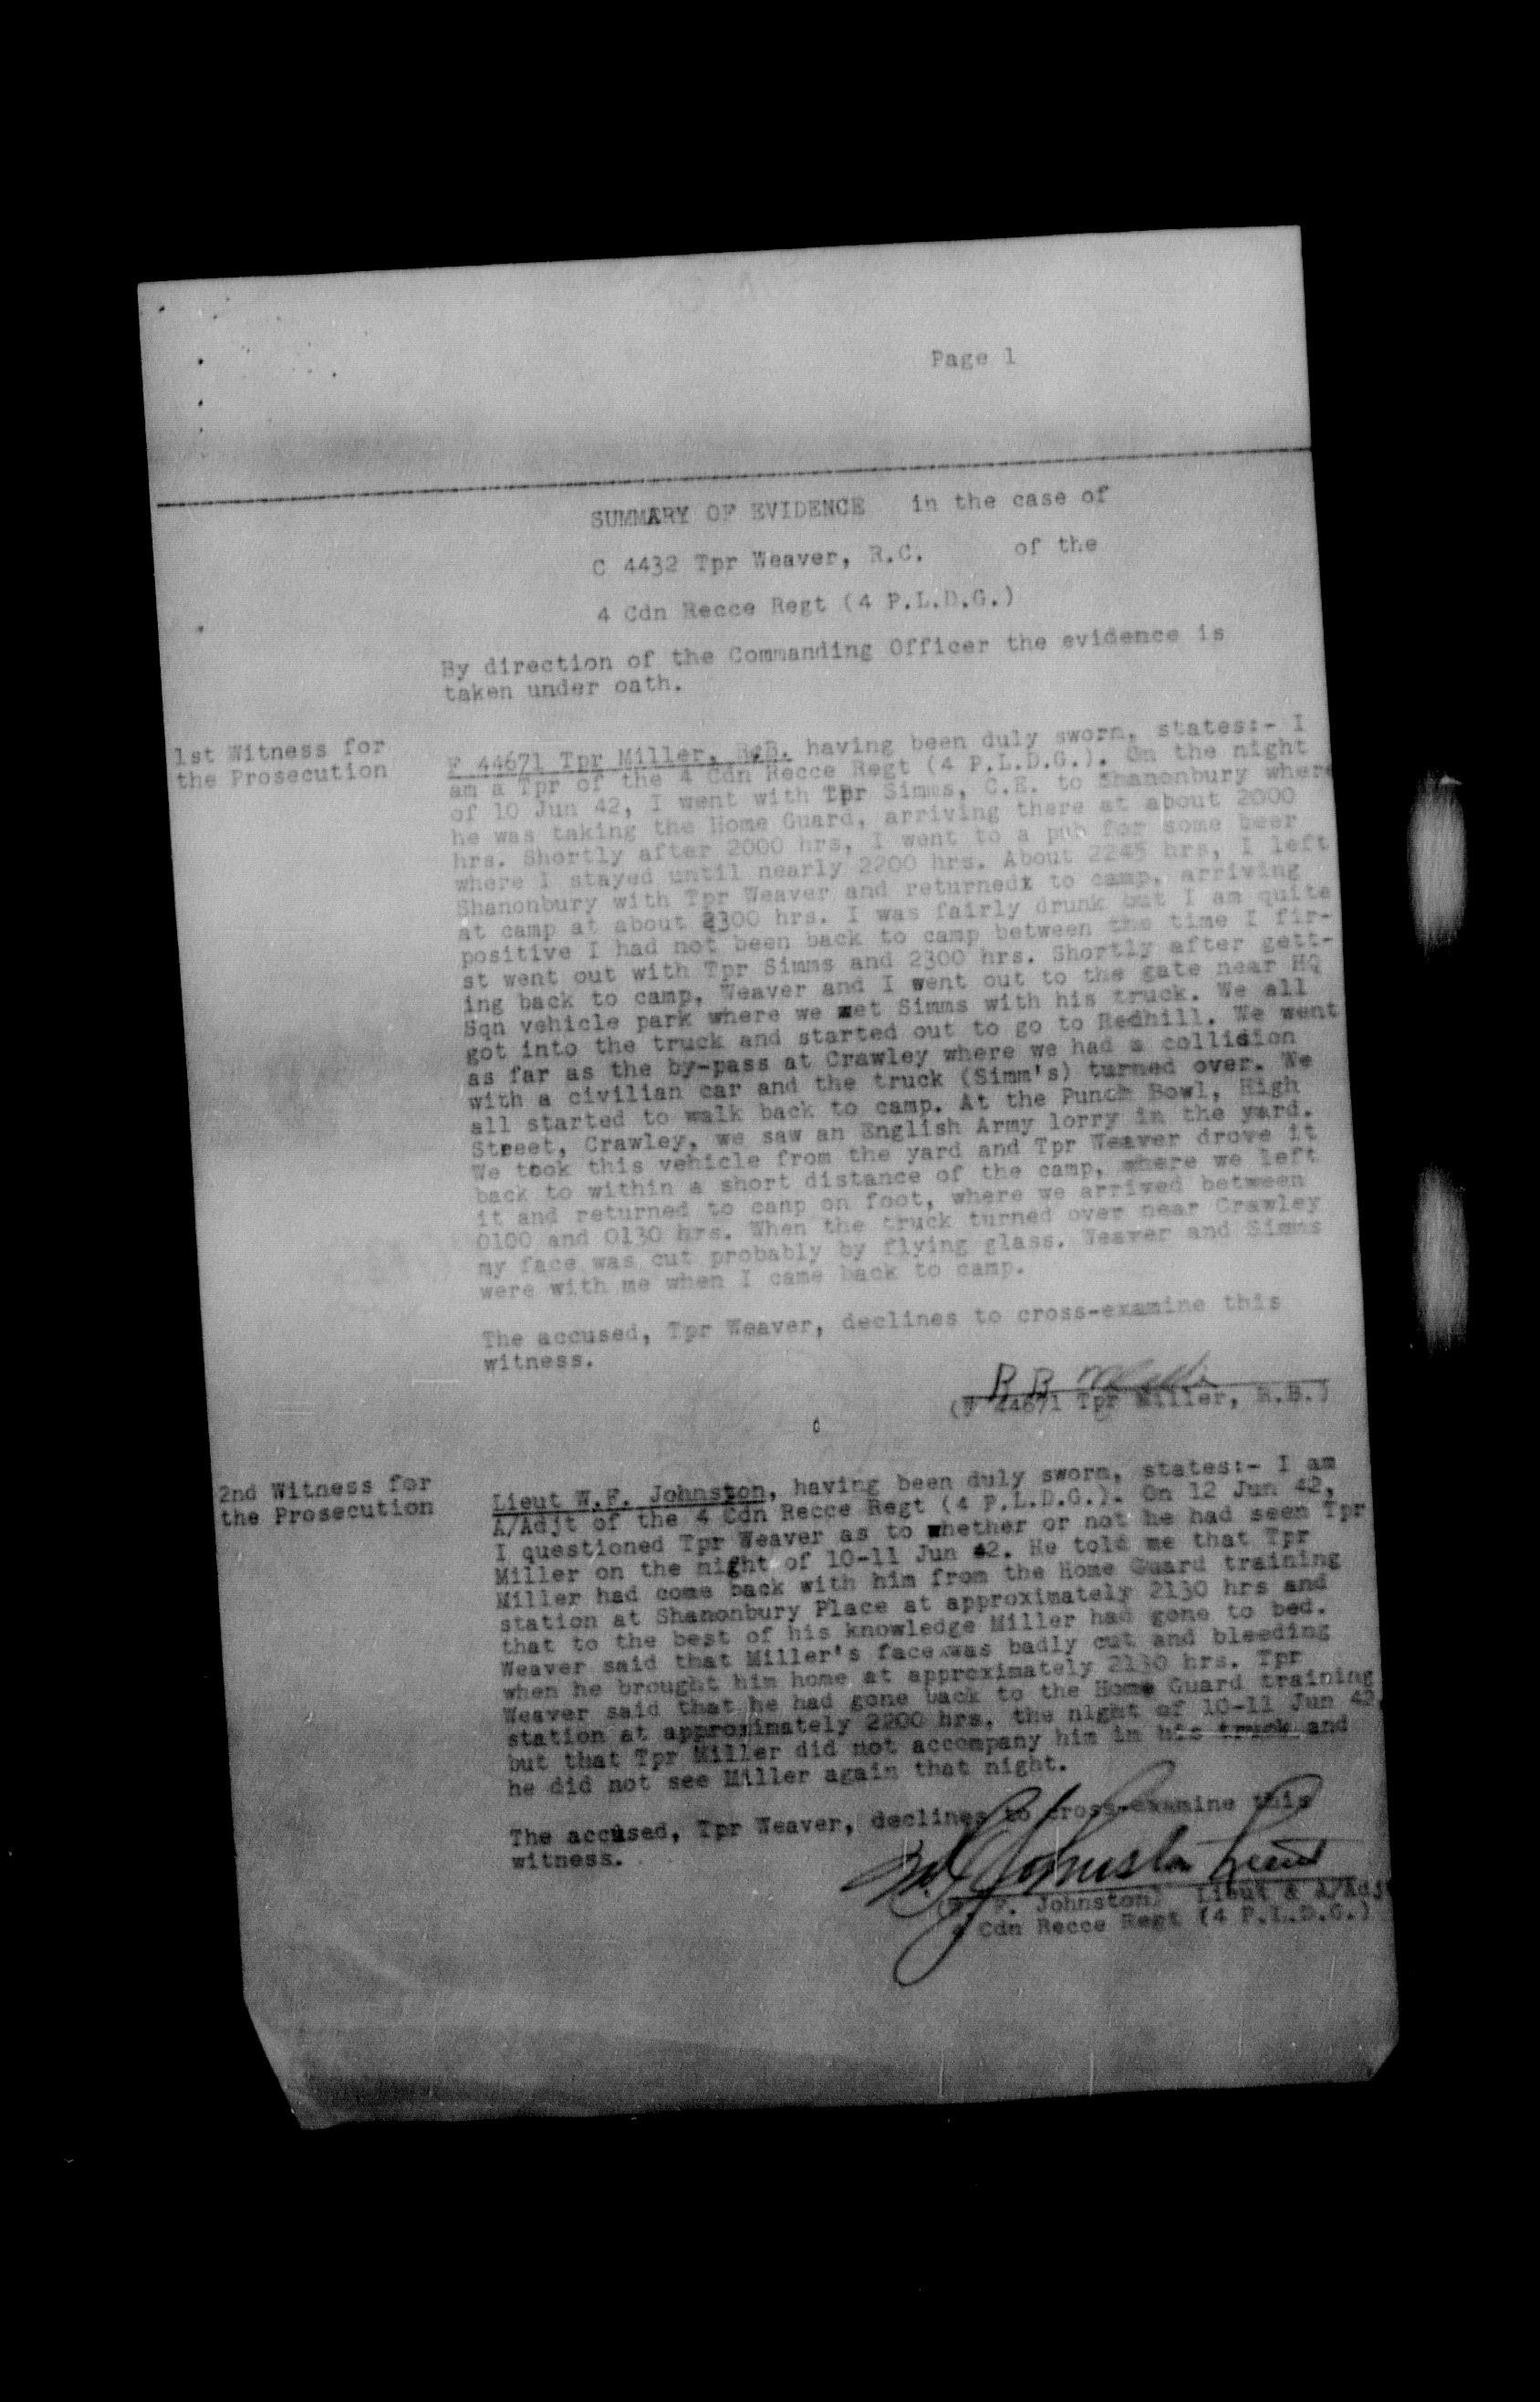 Page 1
SUMMARY OF EVIDENCE in the case of
C 4432 Tpr Weaver, R.C. of the
4 Cdn Recce Regt (4 P.L.D.G.)
By direction of the Commanding Officer the evidence is
taken under oath.
1st Witness for
the Prosecution
F 44671 Tpr Miller, R.B. having been duly sworn, states:- I
am a Tpr of the 4 Cdn Recce Regt (4 P.L.D.G.). On the night
of 10 Jun 42, I went with Tpr Simms, C.E. to Shanonbury where
he was taking the Home Guard, arriving there at about 2000
hrs. Shortly after 2000 hrs, I went to a pub for some beer
where I stayed until nearly 2200 hrs. About 2245 hrs, I left
Shanonbury with Tpr Weaver and returnedx to camp, arriving
at camp at about 2300 hrs. I was fairly drunk but I am quite
positive I had not been back to camp between the time I fir-
st went out with Tpr Simms and 2300 hrs. Shortly after gett-
ing back to camp, Weaver and I went out to the gate near HQ
Sqn vehicle park where we met Simms with his truck. We all
got into the truck and started out to go to Redhill. We went
as far as the by-pass at Crawley where we had a collision
with a civilian car and the truck (Simm's) turned over. We
all started to walk back to camp. At the Punch Bowl, High
Street, Crawley, we saw an English Army lorry in the yard.
We took this vehicle from the yard and Tpr Weaver drove it
back to within a short distance of the camp, where we left
it and returned to camp on foot, where we arrived between
0100 and 0130 hrs. When the truck turned over near Crawley
my face was cut probably by flying glass. Weaver and Simms
were with me when I came back to camp.
The accused, Tpr Weaver, declines to cross-examine this
witness.
R B Miller
(F 44671 Tpr Miller, R.B.)
2nd Witness for
the Prosecution
Lieut W.F. Johnston, having been duly sworn, states:- I am
A/Adjt of the 4 Cdn Recce Regt (4 P.L.D.G.). On 12 Jun 42,
I questioned Tpr Weaver as to whether or not he had seen Tpr
Miller on the night of 10-11 Jun 42. He told me that Tpr
Miller had come back with him from the Home Guard training
station at Shanonbury Place at approximately 2130 hrs and
that to the best of his knowledge Miller had gone to bed.
Weaver said that Miller's face was badly cut and bleeding
when he brought him home at approximately 2130 hrs. Tpr
Weaver said that he had gone back to the Home Guard training
station at approximately 2200 hrs, the night of 10-11 Jun 42,
but that Tpr Miller did not accompany him in his truck and
he did not see Miller again that night.
The accused, Tpr Weaver, declines to cross-examine this
witness.
W.F. Johnston Lieut
(W. F. Johnston) Lieut & A/Adjt
4 Cdn Recce Regt (4 P.L.D.G.)